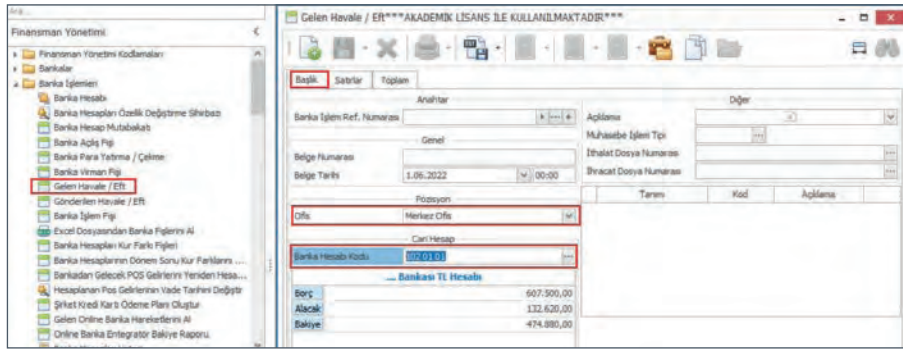 Ara...
Finansman Yönetimi
Finansman Yönetimi Kodlamaları
Bankalar
Banka İşlemleri
Banka Hesabı
Banka Hesapları Özellik Değiştirme Sihirbazı
Banka Hesap Mutabakatı
Banka Açılış Fişi
Banka Para Yatırma / Çekme
Banka Virman Fişi
Gelen Havale / Eft
Gönderilen Havale / Eft
Banka İşlem Fişi
Excel Dosyasından Banka Fişlerini Al
Banka Hesapları Kur Farkı Fişleri
Banka Hesaplarının Dönem Sonu Kur Farklarını ...
Bankadan Gelecek POS Gelirlerini Yeniden Hesa...
Hesaplanan Pos Gelirlerinin Vade Tarihini Değiştir
Şirket Kredi Kartı Ödeme Planı Oluştur
Gelen Online Banka Hareketlerini Al
Online Banka Entegratör Bakiye Raporu
Gelen Havale / Eft***AKADEMİK LİSANS İLE KULLANILMAKTADIR***
Başlık Satırlar Toplam
Anahtar
Banka İşlem Ref. Numarası
Genel
Belge Numarası
Belge Tarihi 1.06.2022 00:00
Pozisyon
Ofis Merkez Ofis
Cari Hesap
Banka Hesabı Kodu 102.01.01
... Bankası TL Hesabı
Borç 607.500,00
Alacak 132.620,00
Bakiye 474.880,00
Diğer
Açıklama
Muhasebe İşlem Tipi
İthalat Dosya Numarası
İhracat Dosya Numarası
Tanım Kod Açıklama